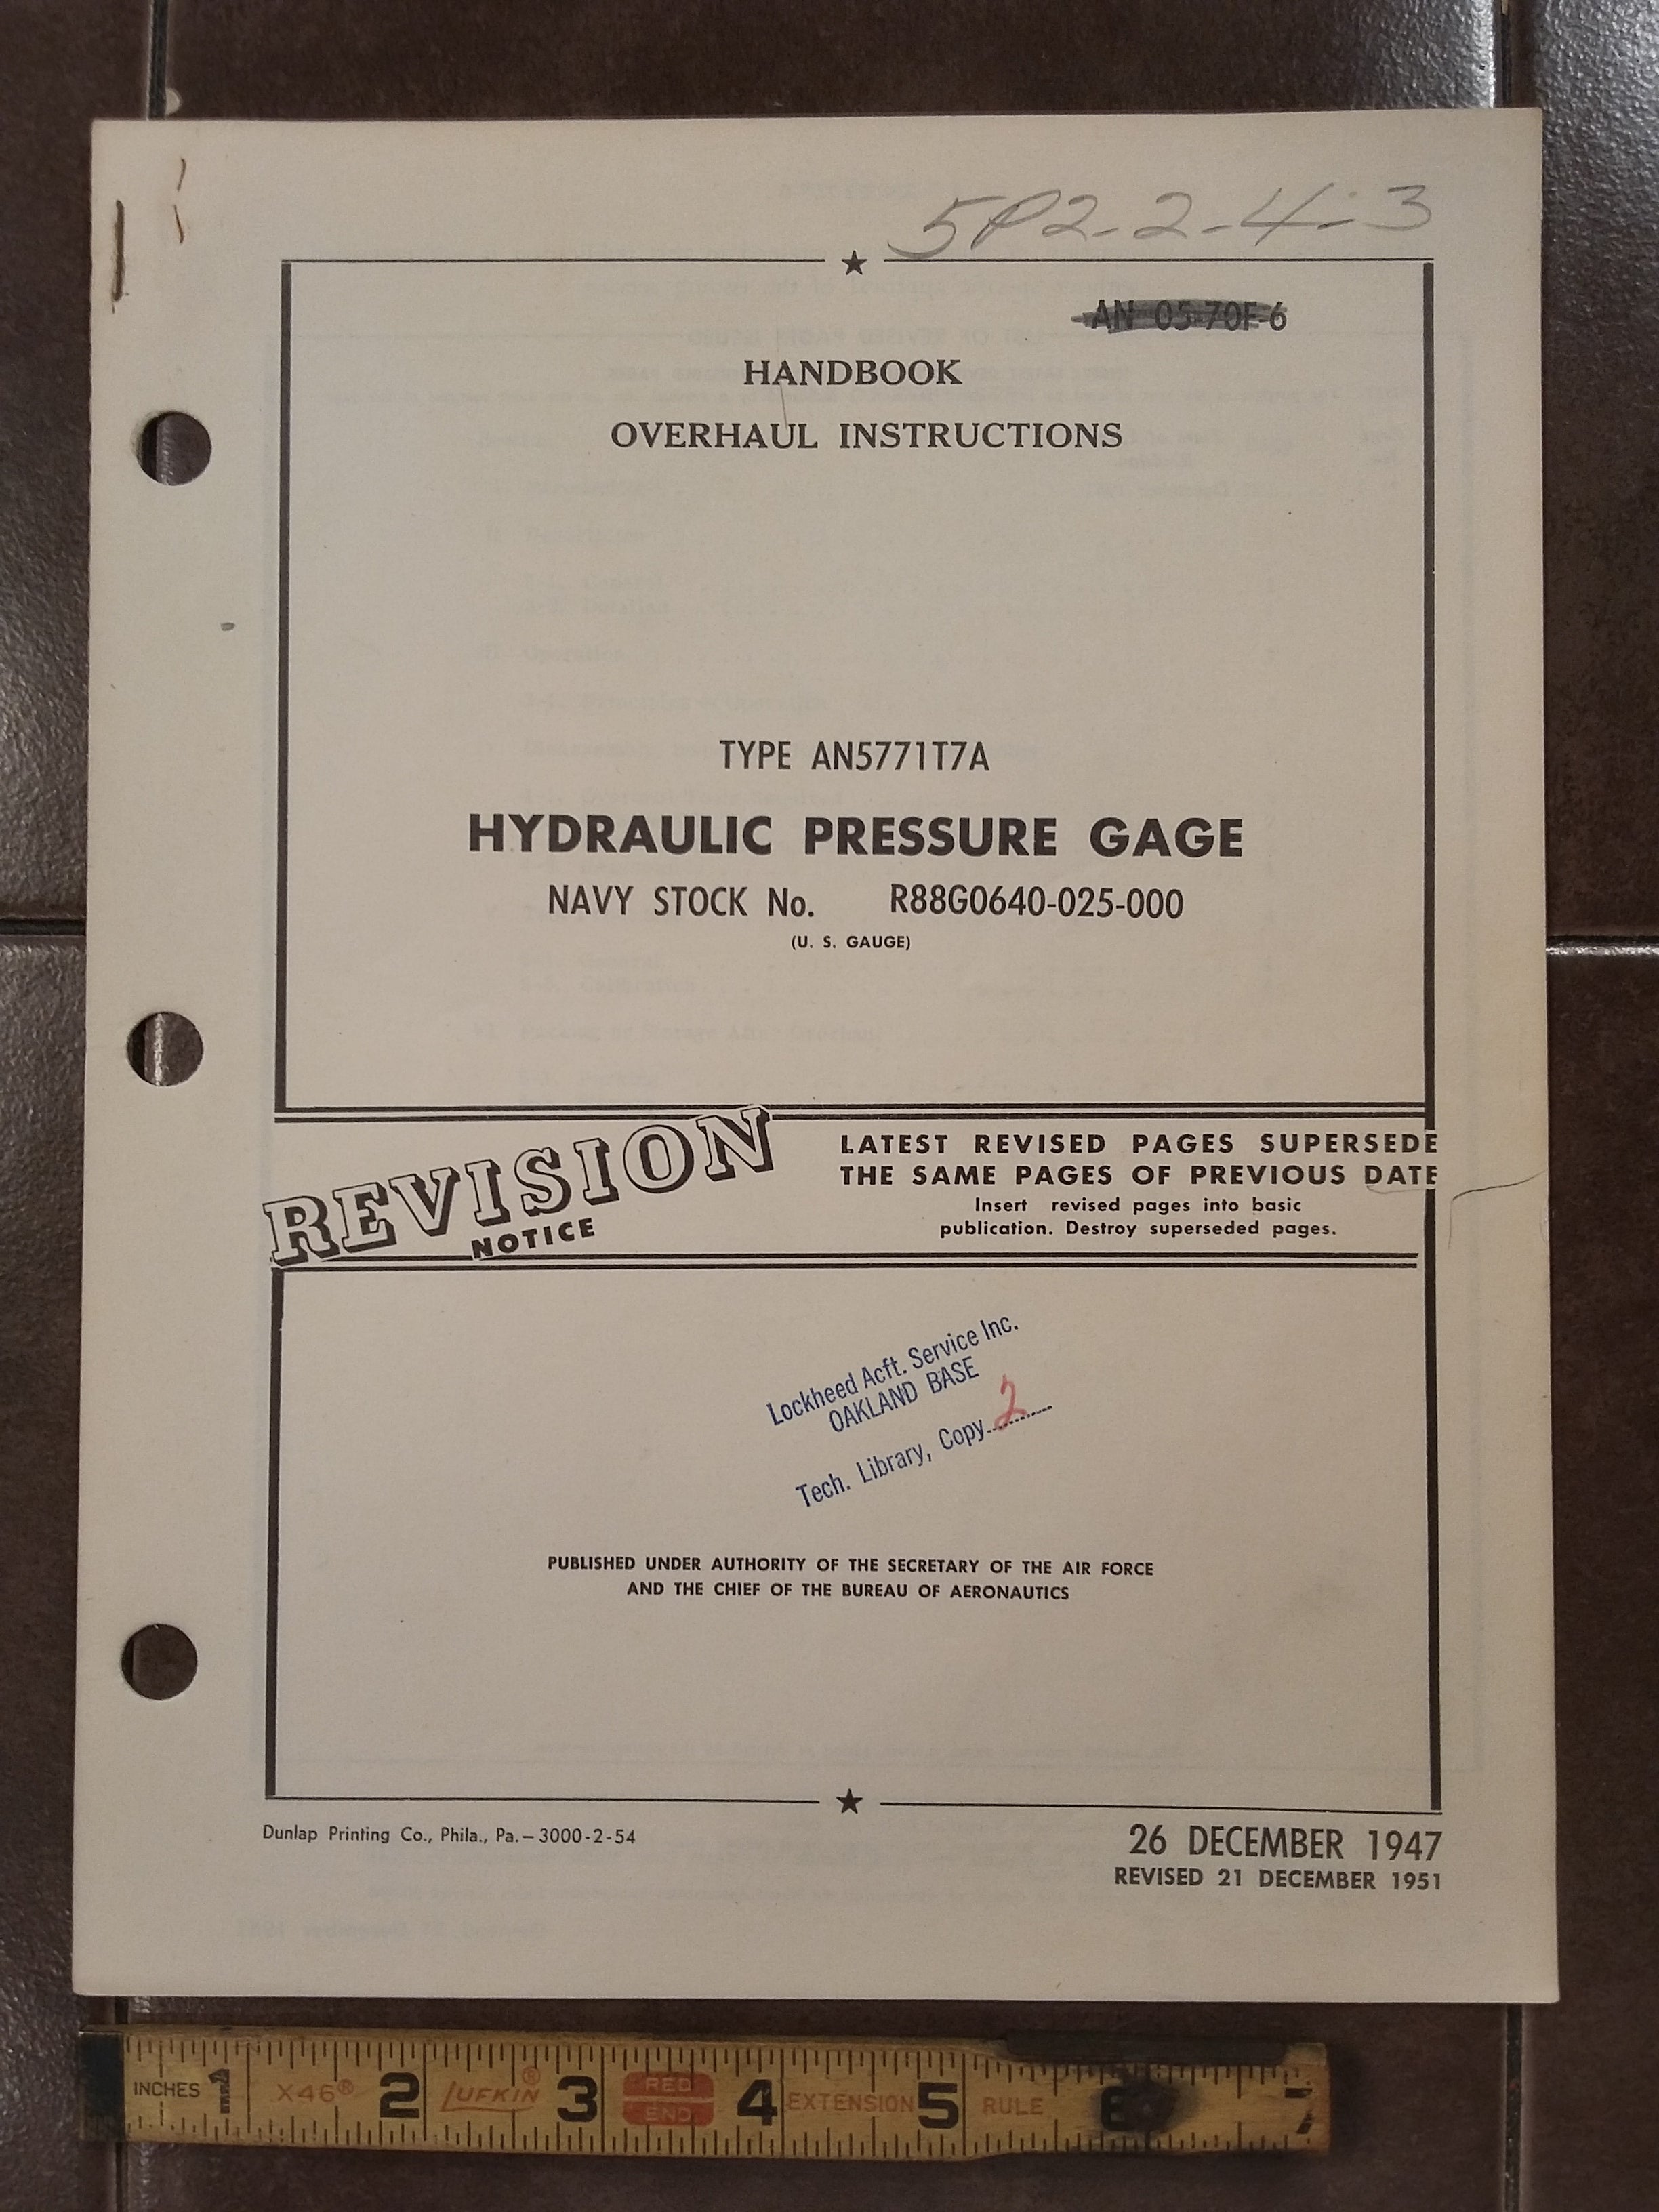 5P2-2-4-3
AN 05-70F-6
HANDBOOK
OVERHAUL INSTRUCTIONS
TYPE AN5771T7A
HYDRAULIC PRESSURE GAGE
NAVY STOCK No. R88G0640-025-000
(U. S. GAUGE)
REVISION
NOTICE
LATEST REVISED PAGES SUPERSEDE
THE SAME PAGES OF PREVIOUS DATE
Insert revised pages into basic
publication. Destroy superseded pages.
Lockheed Acft. Service Inc.
OAKLAND BASE
Tech. Library, Copy 2
PUBLISHED UNDER AUTHORITY OF THE SECRETARY OF THE AIR FORCE
AND THE CHIEF OF THE BUREAU OF AERONAUTICS
Dunlap Printing Co., Phila., Pa.—3000-2-54
26 DECEMBER 1947
REVISED 21 DECEMBER 1951
INCHES 1 X46® 2 LUFKIN® 3 RED END 4 EXTENSION 5 RULE 6 7